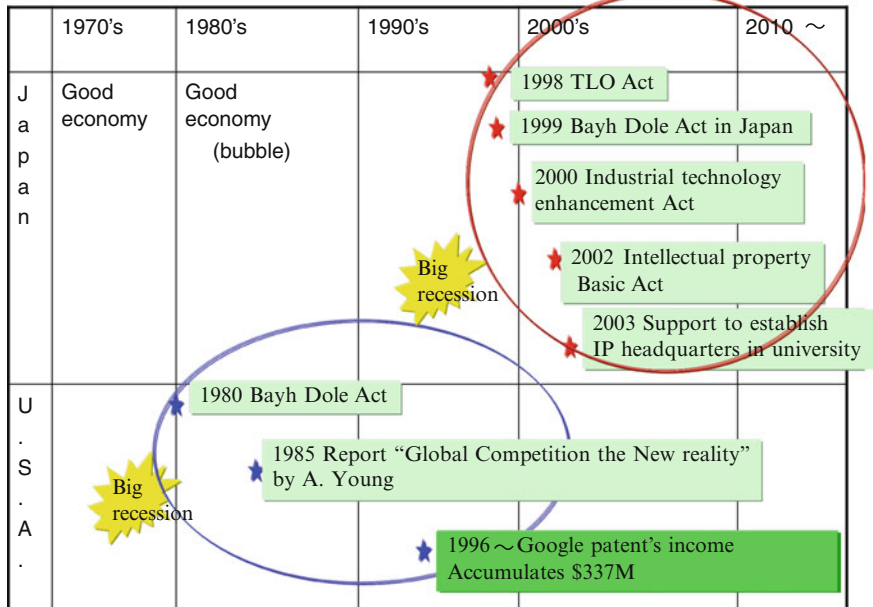 1970's 1980's 1990's 2000's 2010 ～
Japan
Good
economy
Good
economy
(bubble)
1998 TLO Act
1999 Bayh Dole Act in Japan
2000 Industrial technology
enhancement Act
Big
recession
2002 Intellectual property
Basic Act
2003 Support to establish
IP headquarters in university
U.S.A.
1980 Bayh Dole Act
1985 Report “Global Competition the New reality”
by A. Young
Big
recession
1996～Google patent's income
Accumulates $337M